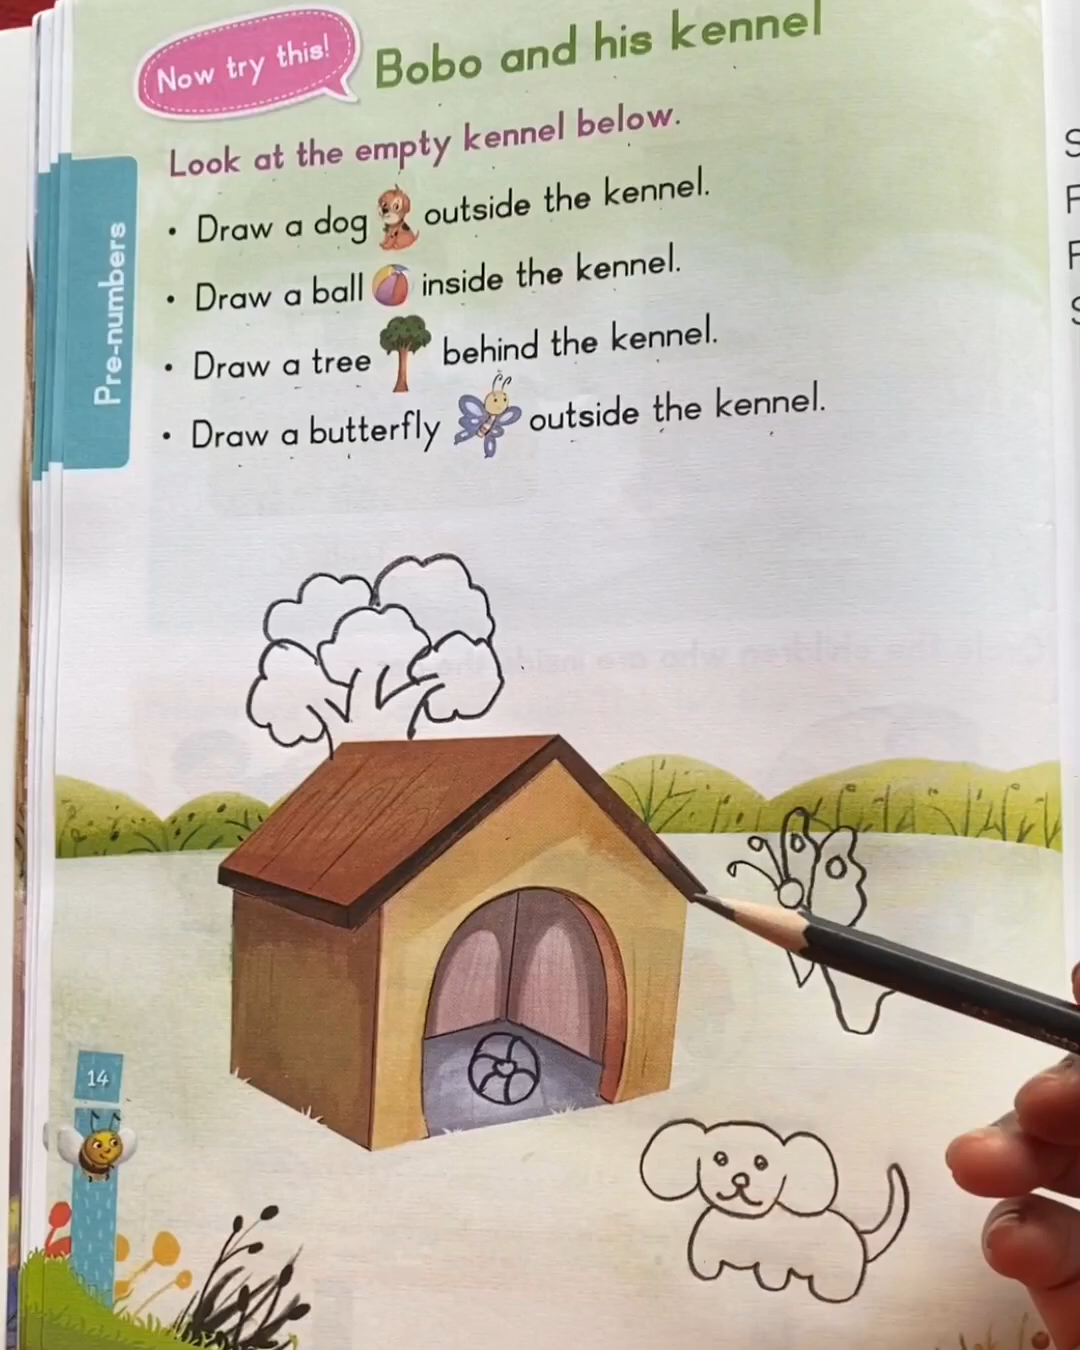 Now try this!
Bobo and his kennel
Look at the empty kennel below.
• Draw a dog outside the kennel.
• Draw a ball inside the kennel.
• Draw a tree behind the kennel.
• Draw a butterfly outside the kennel.
Pre-numbers
14